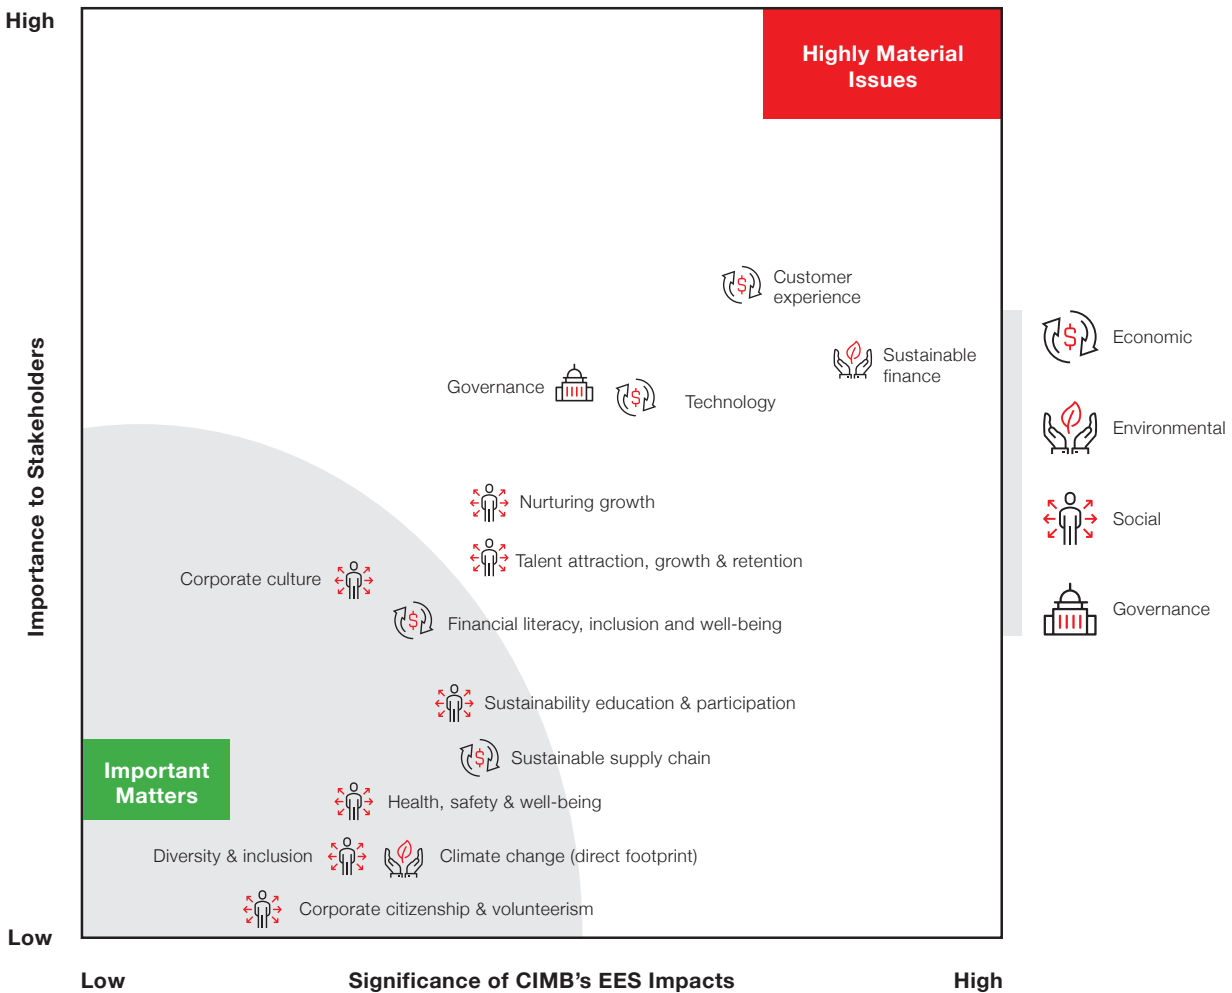 High
Highly Material
Issues
Customer
experience
Sustainable
finance
Governance
Technology
Nurturing growth
Talent attraction, growth & retention
Corporate culture
Financial literacy, inclusion and well-being
Sustainability education & participation
Sustainable supply chain
Important
Matters
Health, safety & well-being
Diversity & inclusion
Climate change (direct footprint)
Corporate citizenship & volunteerism
Importance to Stakeholders
Low
Low
Significance of CIMB's EES Impacts
High
Economic
Environmental
Social
Governance